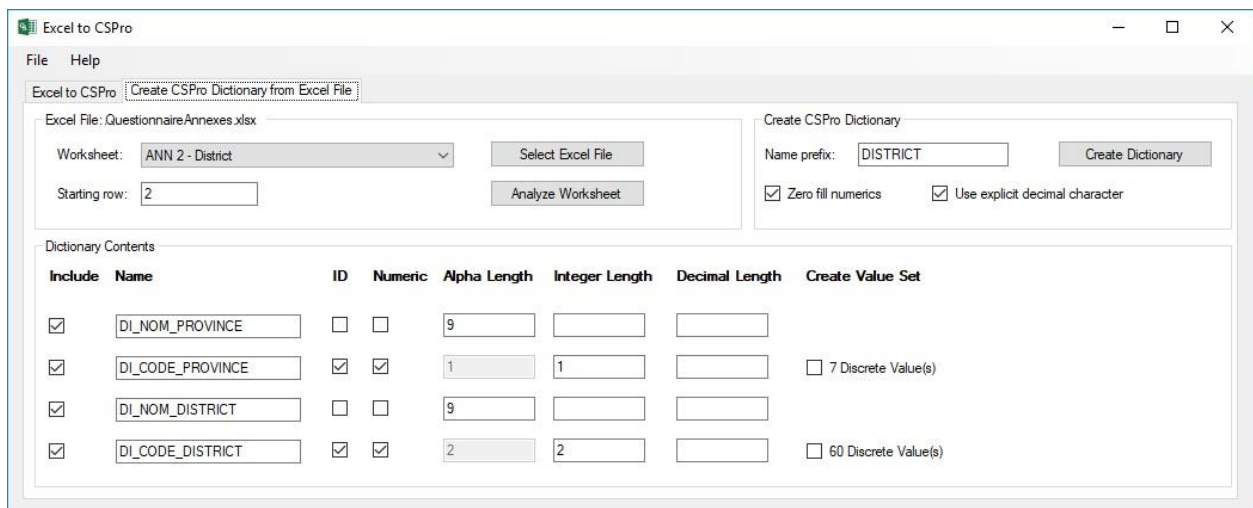 Excel to CSPro
File Help
Excel to CSPro Create CSPro Dictionary from Excel File
Excel File: QuestionnaireAnnexes.xlsx Create CSPro Dictionary
Worksheet: ANN 2 - District Select Excel File Name prefix: DISTRICT Create Dictionary
Starting row: 2 Analyze Worksheet Zero fill numerics Use explicit decimal character
Dictionary Contents
Include Name ID Numeric Alpha Length Integer Length Decimal Length Create Value Set
DI_NOM_PROVINCE 9
DI_CODE_PROVINCE 1 1 7 Discrete Value(s)
DI_NOM_DISTRICT 9
DI_CODE_DISTRICT 2 2 60 Discrete Value(s)